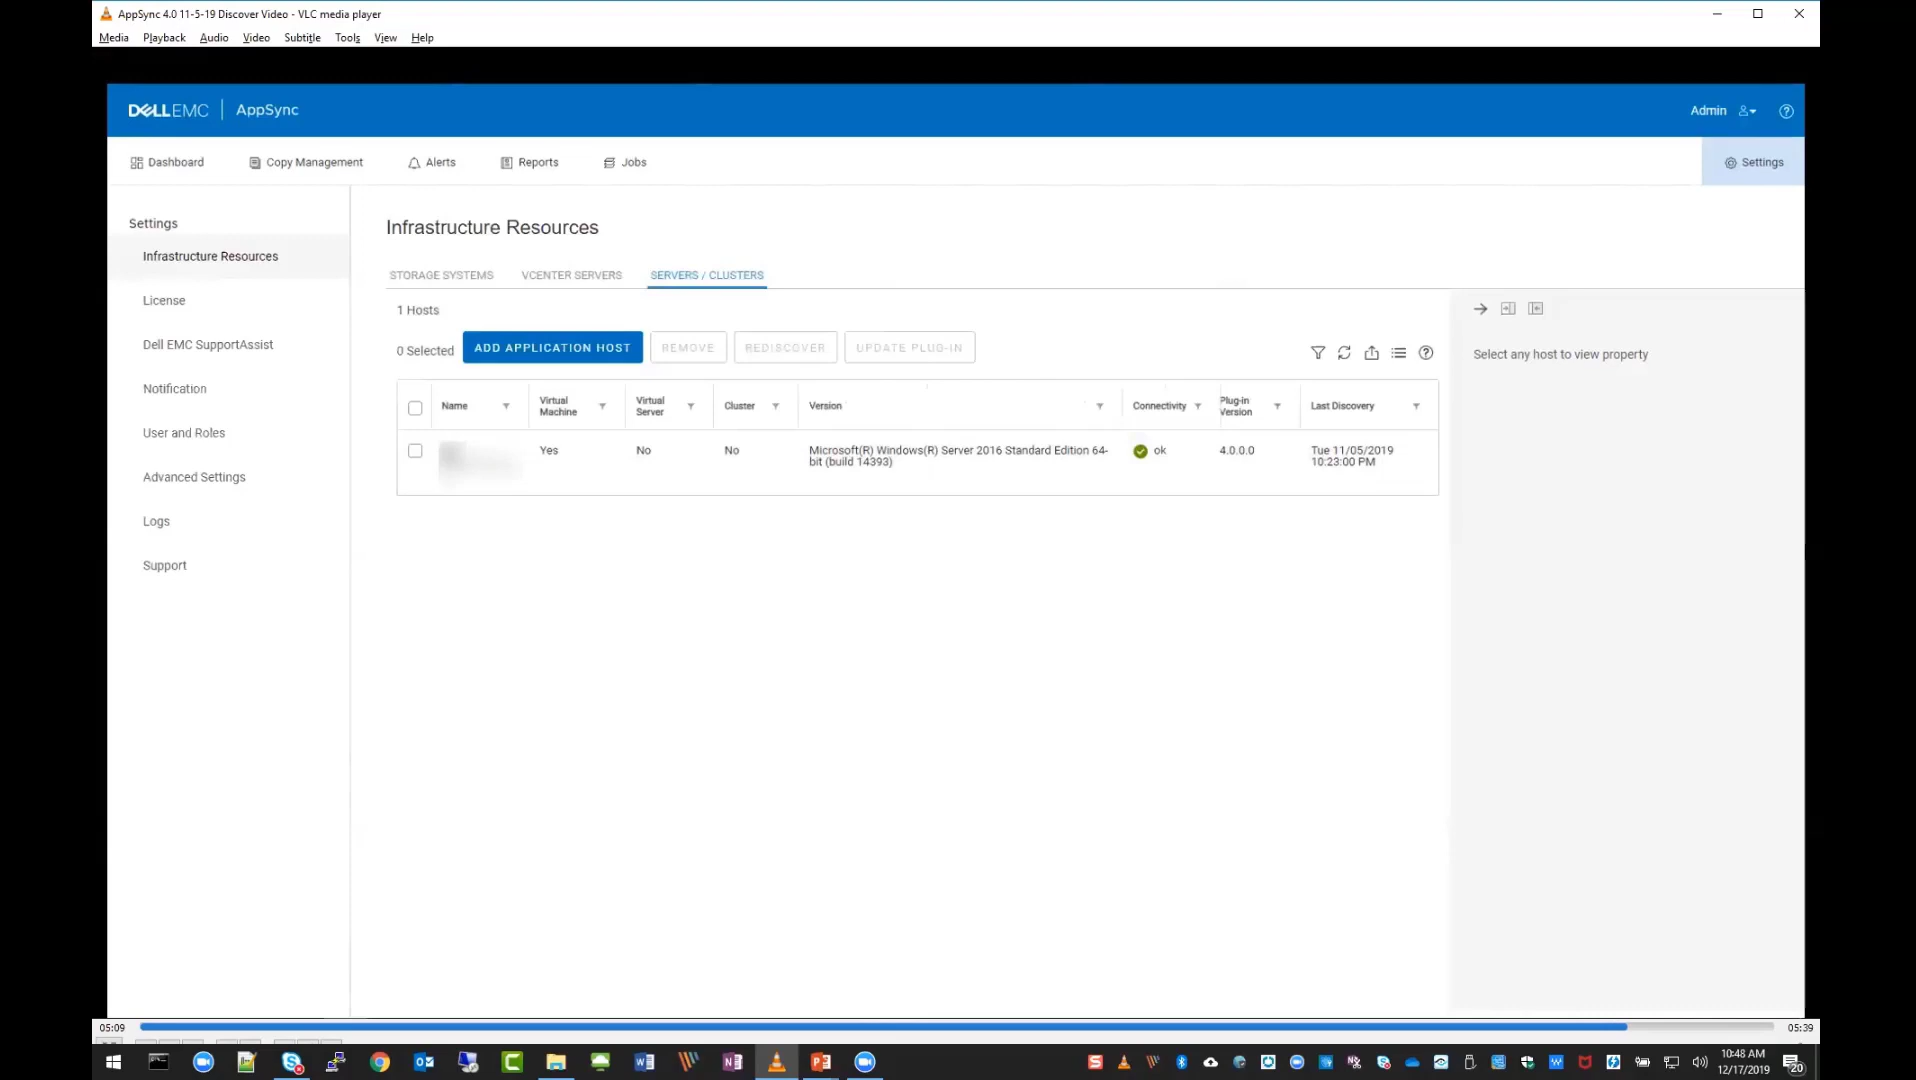 AppSync 4.0 11-5-19 Discover Video - VLC media player
Media Playback Audio Video Subtitle Tools View Help
DELLEMC AppSync
Admin
Dashboard Copy Management Alerts Reports Jobs Settings
Settings
Infrastructure Resources
License
Dell EMC SupportAssist
Notification
User and Roles
Advanced Settings
Logs
Support
Infrastructure Resources
STORAGE SYSTEMS VCENTER SERVERS SERVERS / CLUSTERS
1 Hosts
0 Selected ADD APPLICATION HOST REMOVE REDISCOVER UPDATE PLUG-IN
Name Virtual Machine Virtual Server Cluster Version Connectivity Plug-in Version Last Discovery
Yes No No Microsoft(R) Windows(R) Server 2016 Standard Edition 64-
bit (build 14393)
ok 4.0.0.0 Tue 11/05/2019
10:23:00 PM
Select any host to view property
05:09 05:39
10:48 AM
12/17/2019
20